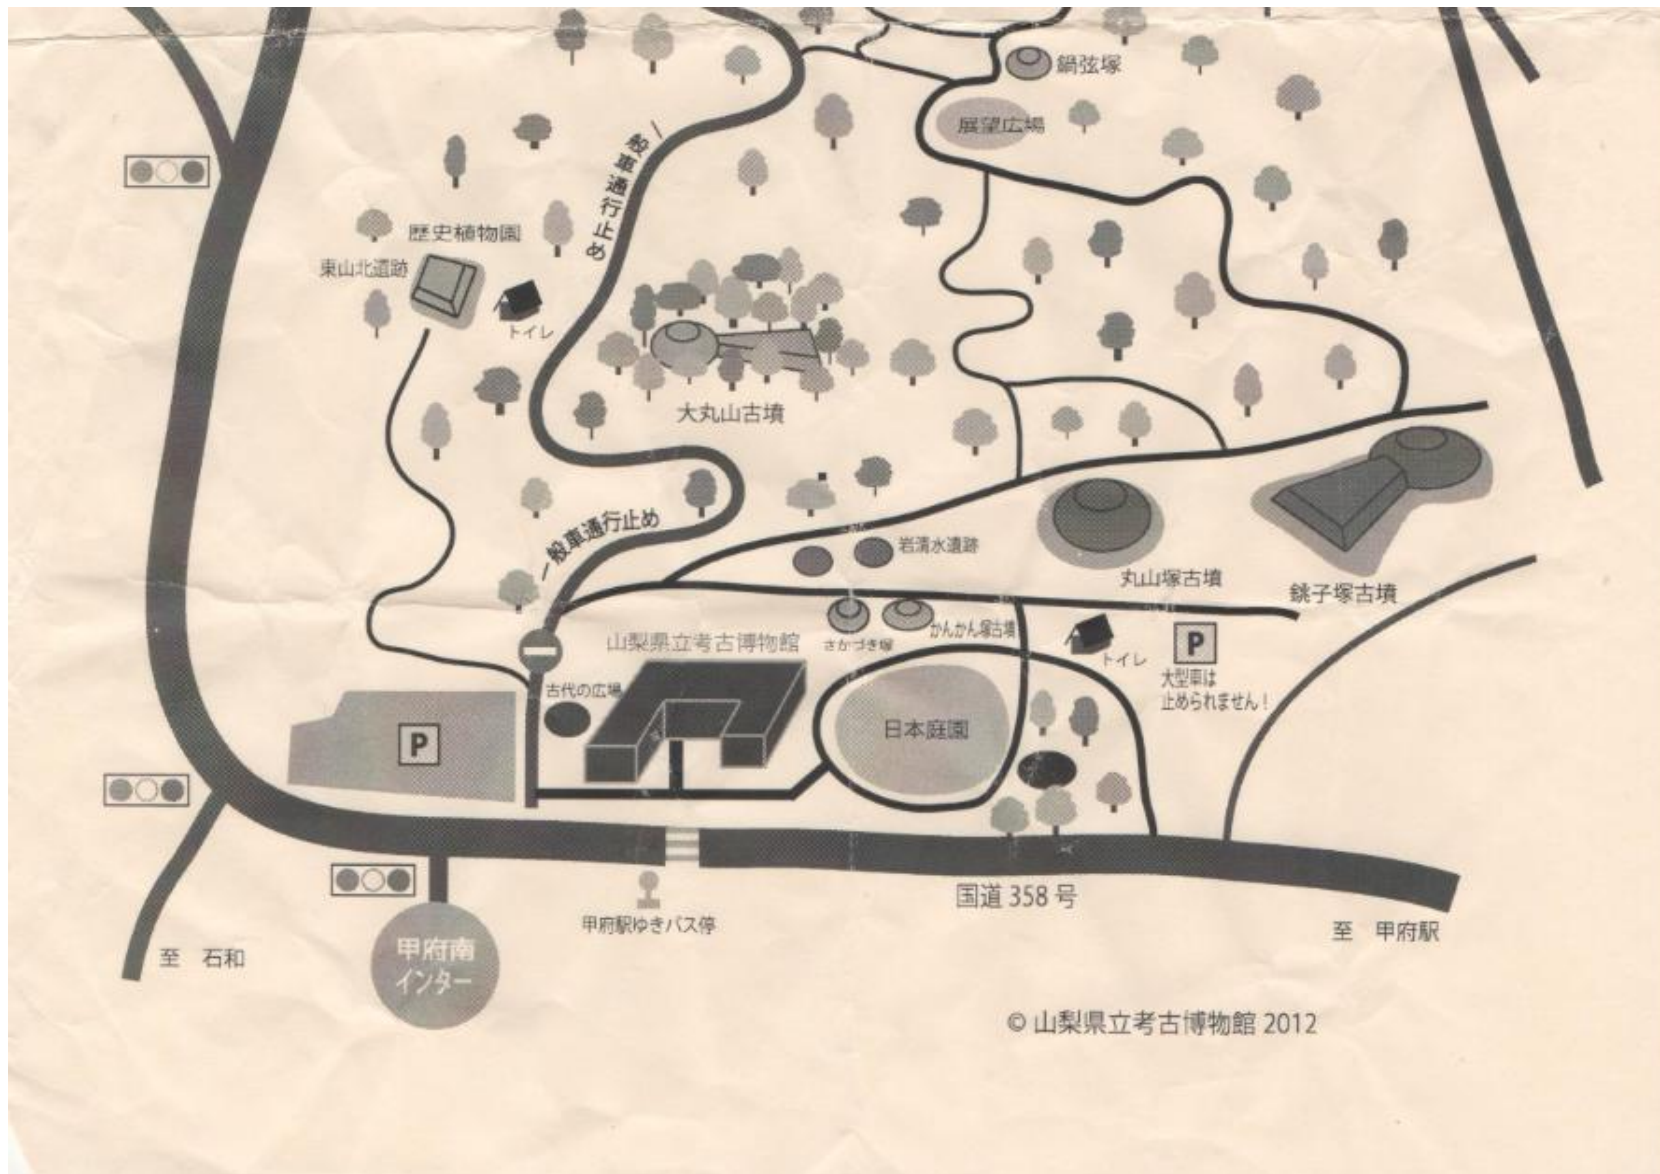 鍋弦塚
展望広場
一般車通行止め
歴史植物園
東山北遺跡
トイレ
大丸山古墳
一般車通行止め
岩清水遺跡
丸山塚古墳
銚子塚古墳
さかづき塚
かんかん塚古墳
山梨県立考古博物館
トイレ
P
大型車は
止められません!
古代の広場
P
日本庭園
国道 358 号
甲府駅ゆきバス停
至 甲府駅
甲府南
インター
至 石和
© 山梨県立考古博物館 2012